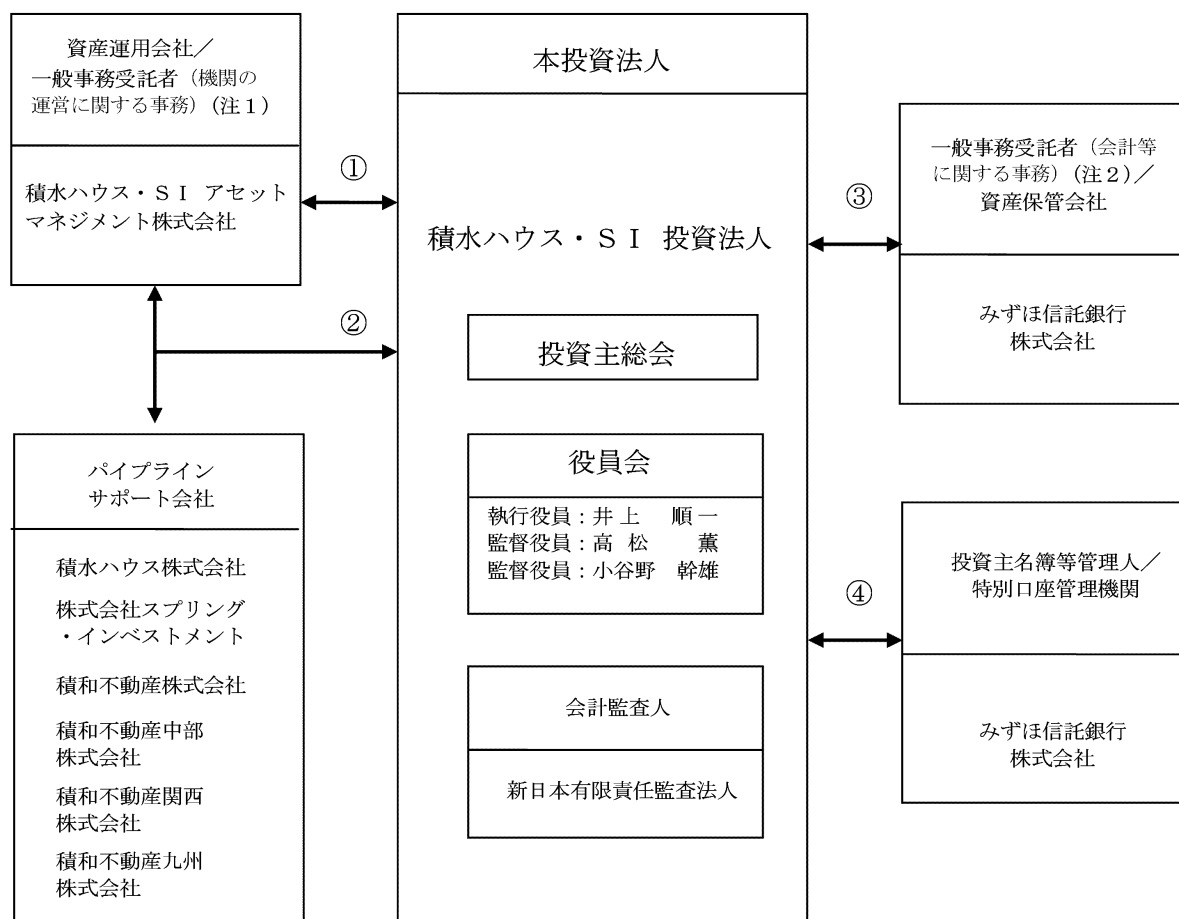 資産運用会社／
一般事務受託者（機関の
運営に関する事務）(注１)
積水ハウス・ＳＩ アセット
マネジメント株式会社
①
②
パイプライン
サポート会社
積水ハウス株式会社
株式会社スプリング
・インベストメント
積和不動産株式会社
積和不動産中部
株式会社
積和不動産関西
株式会社
積和不動産九州
株式会社
本投資法人
積水ハウス・ＳＩ 投資法人
投資主総会
役員会
執行役員：井 上　順 一
監督役員：高 松　　薫
監督役員：小谷野 幹雄
会計監査人
新日本有限責任監査法人
③
一般事務受託者（会計等
に関する事務）(注２)／
資産保管会社
みずほ信託銀行
株式会社
④
投資主名簿等管理人／
特別口座管理機関
みずほ信託銀行
株式会社